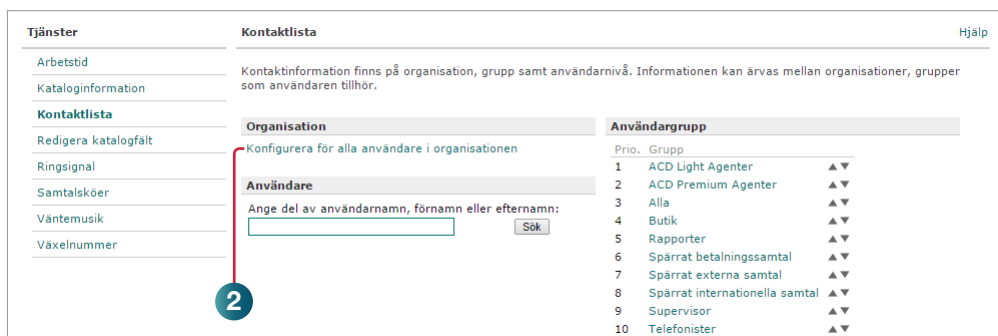 Tjänster
Arbetstid
Kataloginformation
Kontaktlista
Redigera katalogfält
Ringsignal
Samtalsköer
Väntemusik
Växelnummer
Kontaktlista
Hjälp
Kontaktinformation finns på organisation, grupp samt användarnivå. Informationen kan ärvas mellan organisationer, grupper
som användaren tillhör.
Organisation
Konfigurera för alla användare i organisationen
Användare
Ange del av användarnamn, förnamn eller efternamn:
Sök
2
Användargrupp
Prio. Grupp
1 ACD Light Agenter
2 ACD Premium Agenter
3 Alla
4 Butik
5 Rapporter
6 Spärrat betalningssamtal
7 Spärrat externa samtal
8 Spärrat internationella samtal
9 Supervisor
10 Telefonister